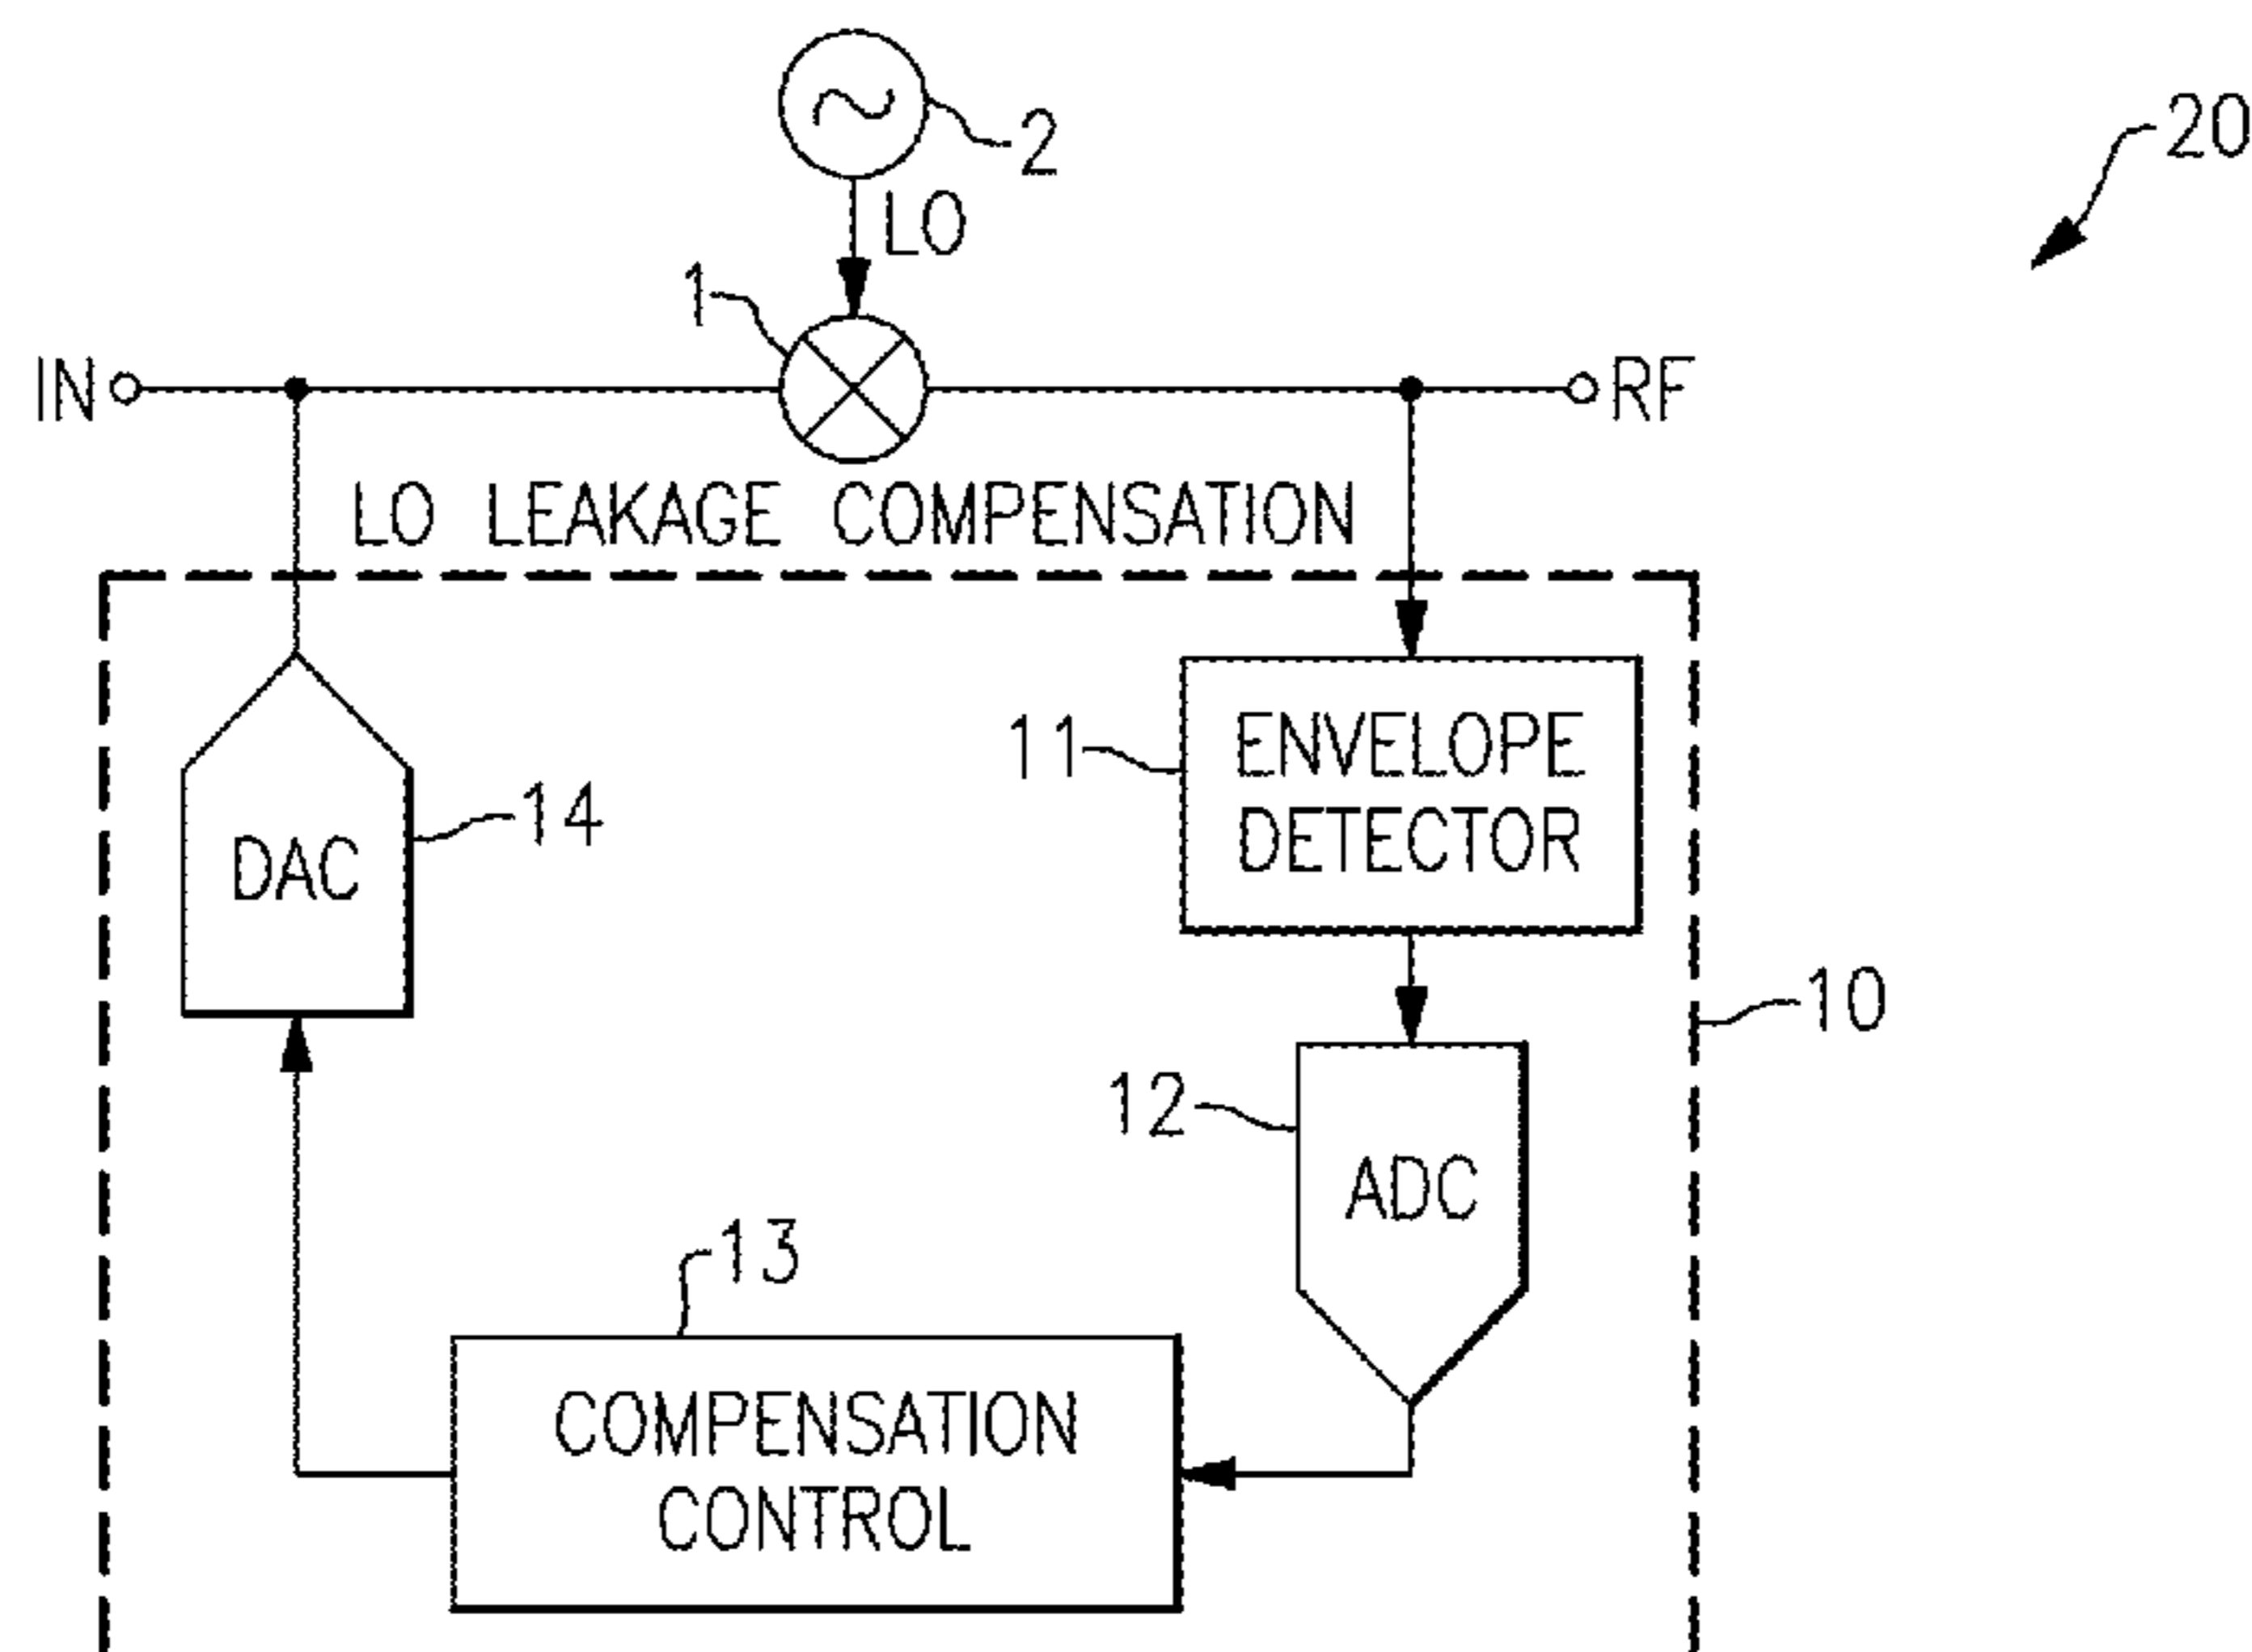 2
20
LO
1
IN
RF
LO LEAKAGE COMPENSATION
11
ENVELOPE
DETECTOR
14
DAC
10
12
ADC
13
COMPENSATION
CONTROL